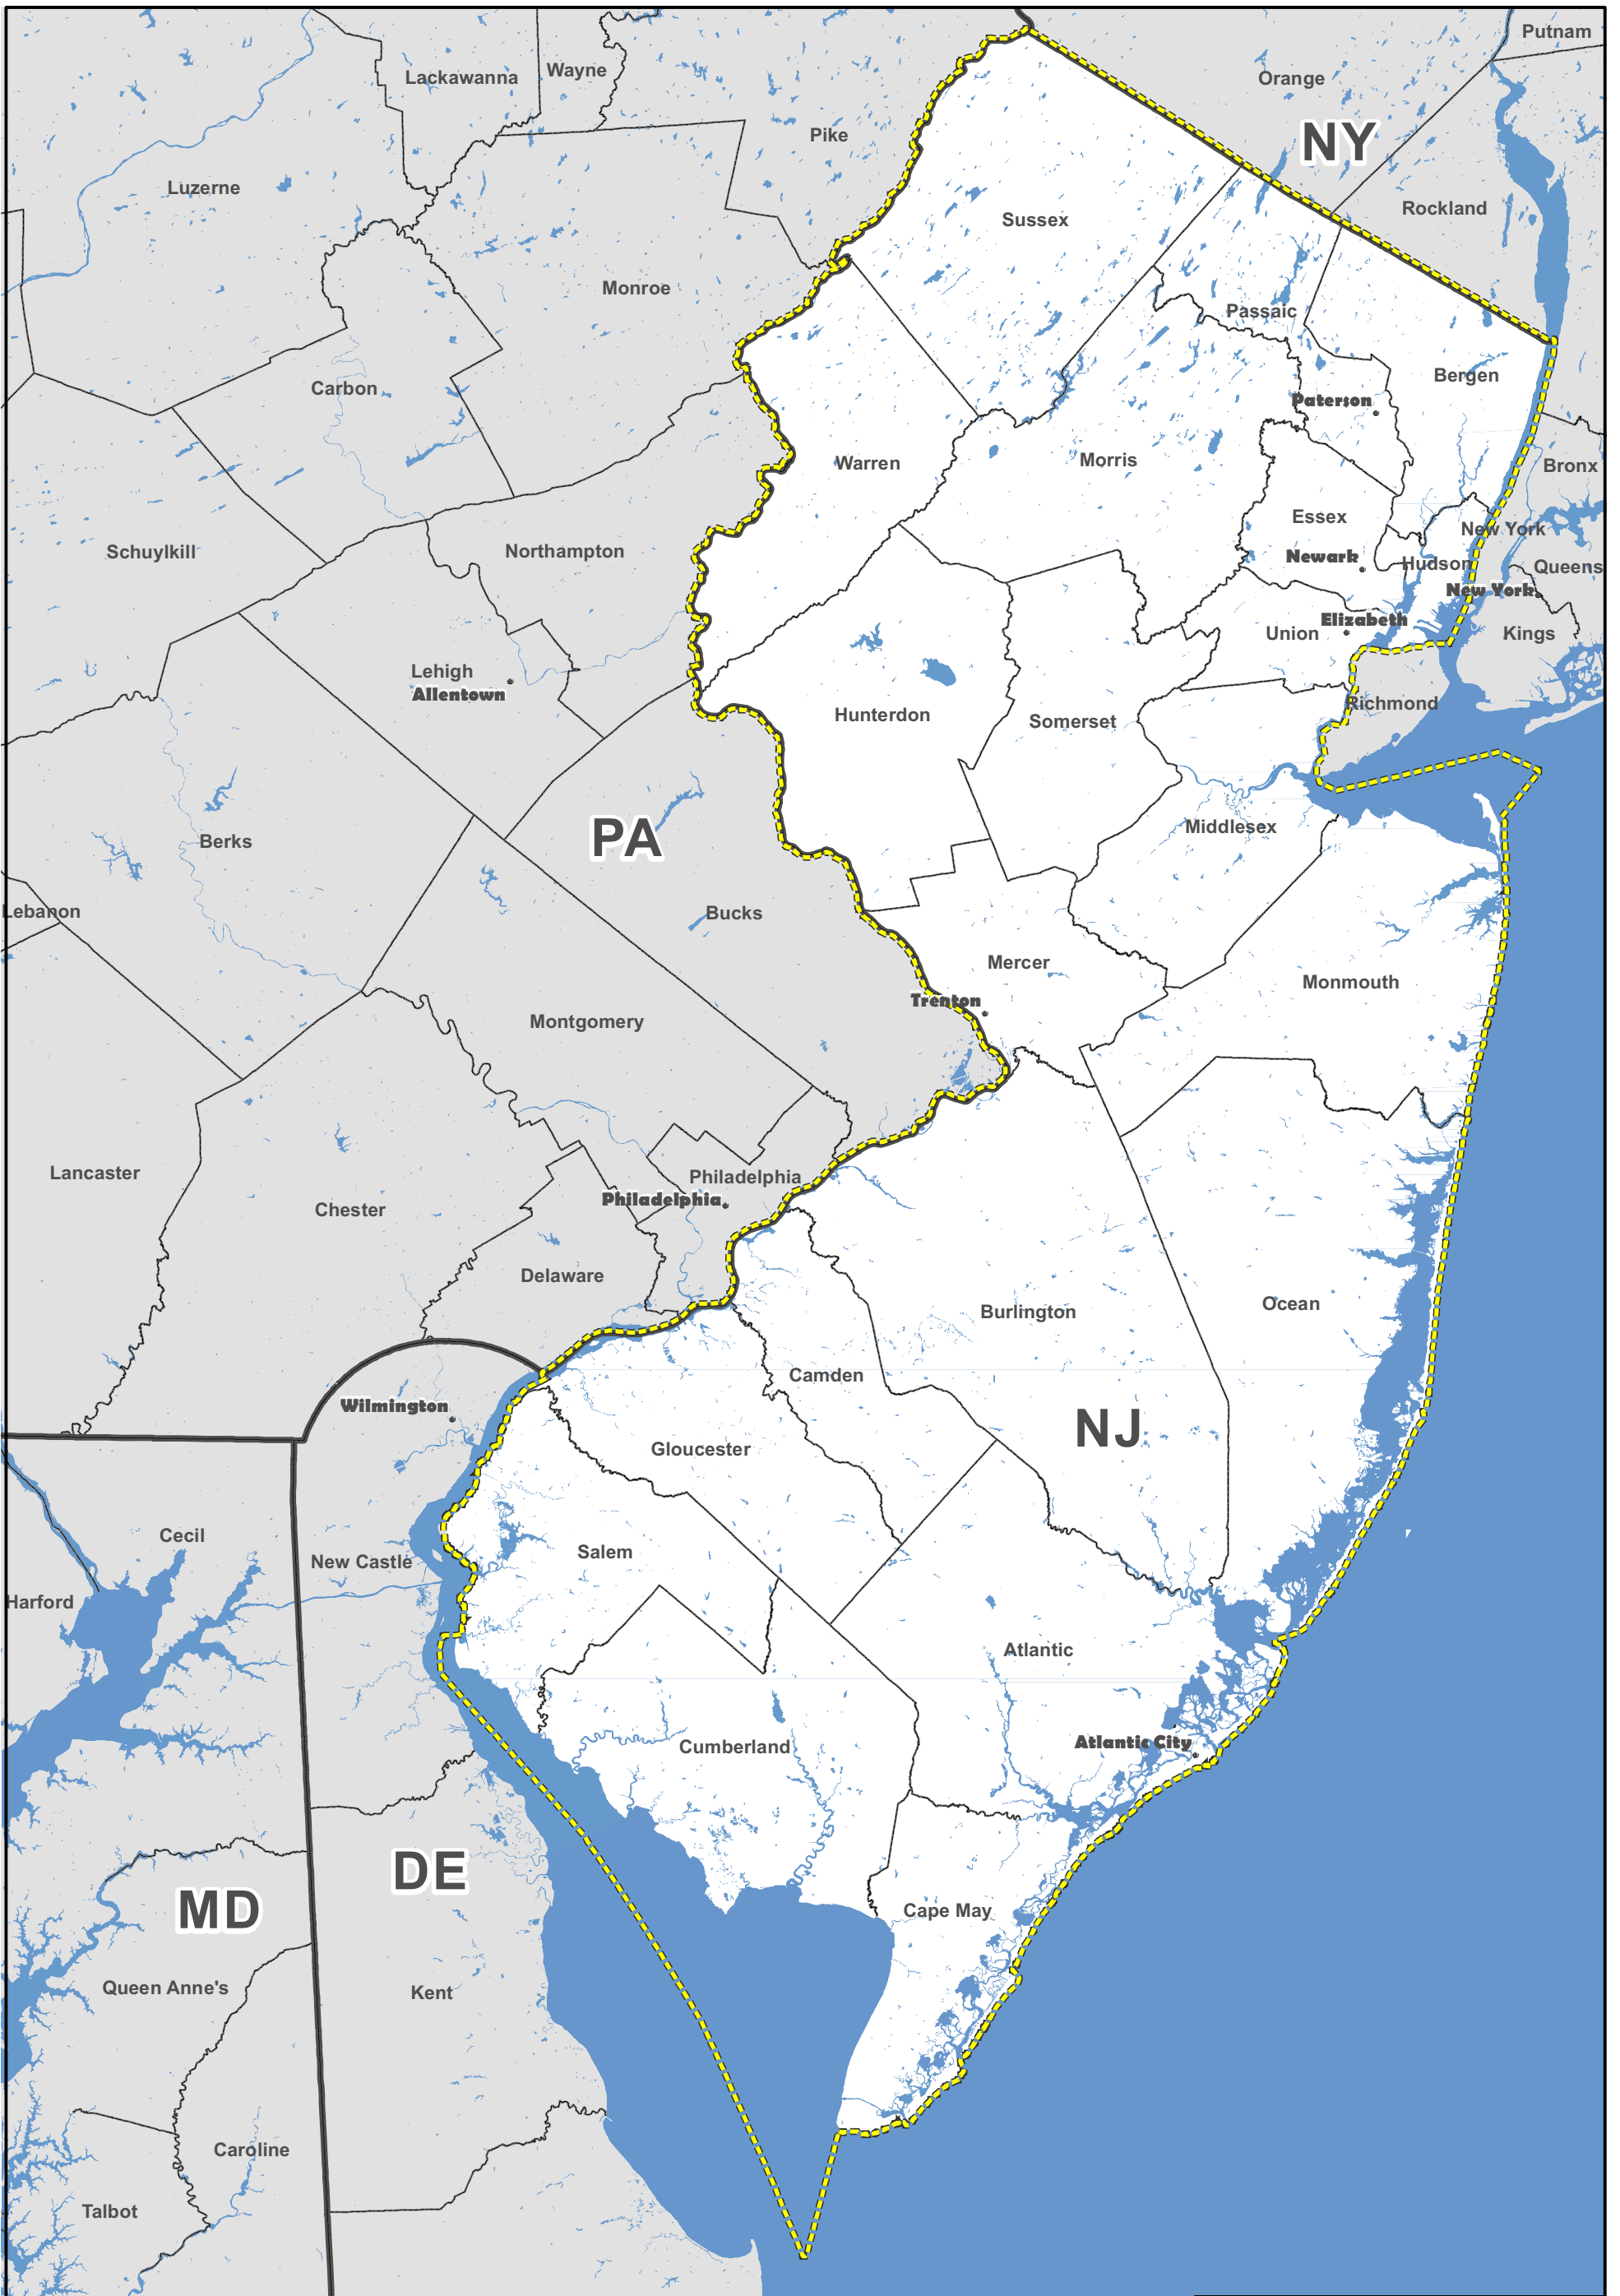 Putnam
Lackawanna
Wayne
Orange
Pike
NY
Luzerne
Rockland
Sussex
Monroe
Passaic
Carbon
Bergen
Paterson
Warren
Morris
Bronx
Essex
New York
Schuylkill
Northampton
Newark
Hudson
Queens
New York
Elizabeth
Union
Kings
Lehigh
Allentown
Richmond
Hunterdon
Somerset
Middlesex
PA
Berks
Lebanon
Bucks
Mercer
Monmouth
Trenton
Montgomery
Lancaster
Philadelphia
Philadelphia
Chester
Delaware
Ocean
Burlington
Camden
Wilmington
NJ
Gloucester
Cecil
Salem
New Castle
Harford
Atlantic
Atlantic City
Cumberland
DE
MD
Cape May
Queen Anne's
Kent
Caroline
Talbot